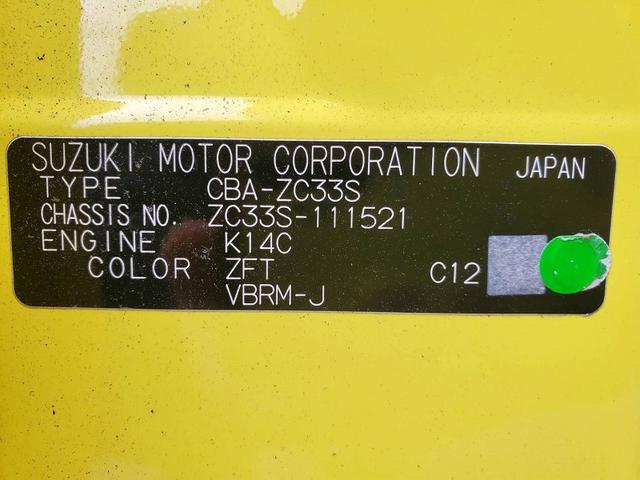 SUZUKI MOTOR CORPORATION JAPAN
TYPE CBA-ZC33S
CHASSIS NO. ZC33S-111521
ENGINE K14C
COLOR ZFT C12
VBRM-J